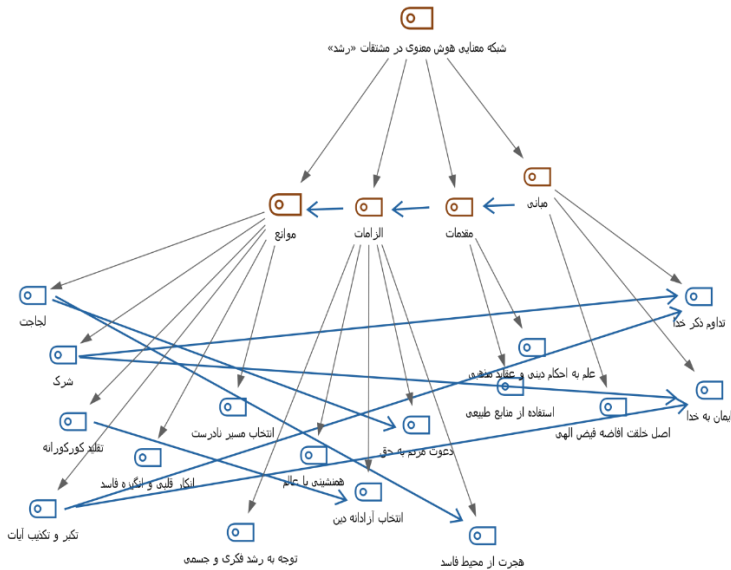 شبکه معنایی هوش معنوی در مشتقات «رشد»
مبانی
مقدمات
الزامات
موانع
لجاجت
تداوم ذکر خدا
علم به احکام دینی و عقاید مذهبی
شرک
ایمان به خدا
استفاده از منابع طبیعی
اصل خلقت افاضه فیض الهی
انتخاب مسیر نادرست
تقلید کورکورانه
دعوت مردم به حق
همنشینی با عالم
انکار قلبی و انگیزه فاسد
انتخاب آزادانه دین
تکبر و تکذیب آیات
توجه به رشد فکری و جسمی
هجرت از محیط فاسد